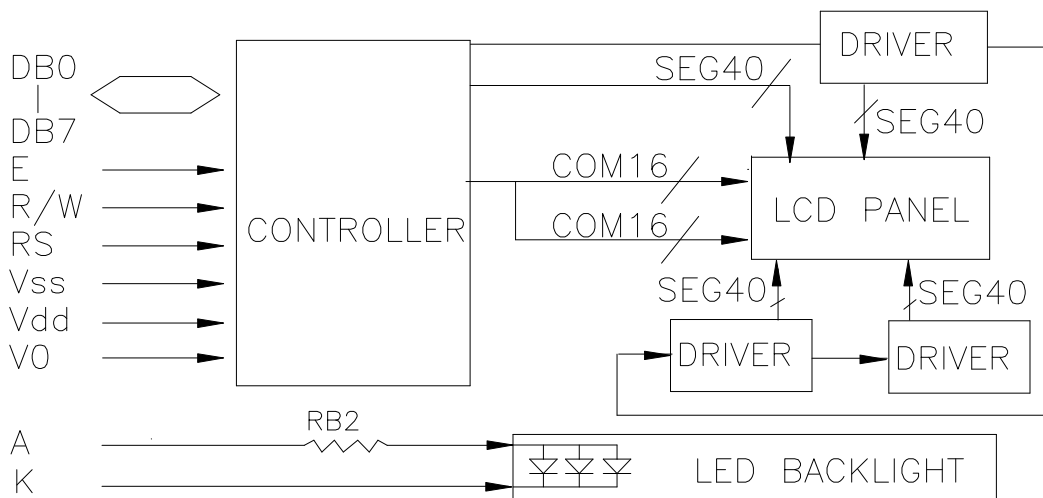 DB0
DB7
E
R/W
RS
Vss
Vdd
V0
A
K
CONTROLLER
RB2
SEG40
DRIVER
SEG40
COM16
COM16
LCD PANEL
SEG40
SEG40
DRIVER
DRIVER
LED BACKLIGHT